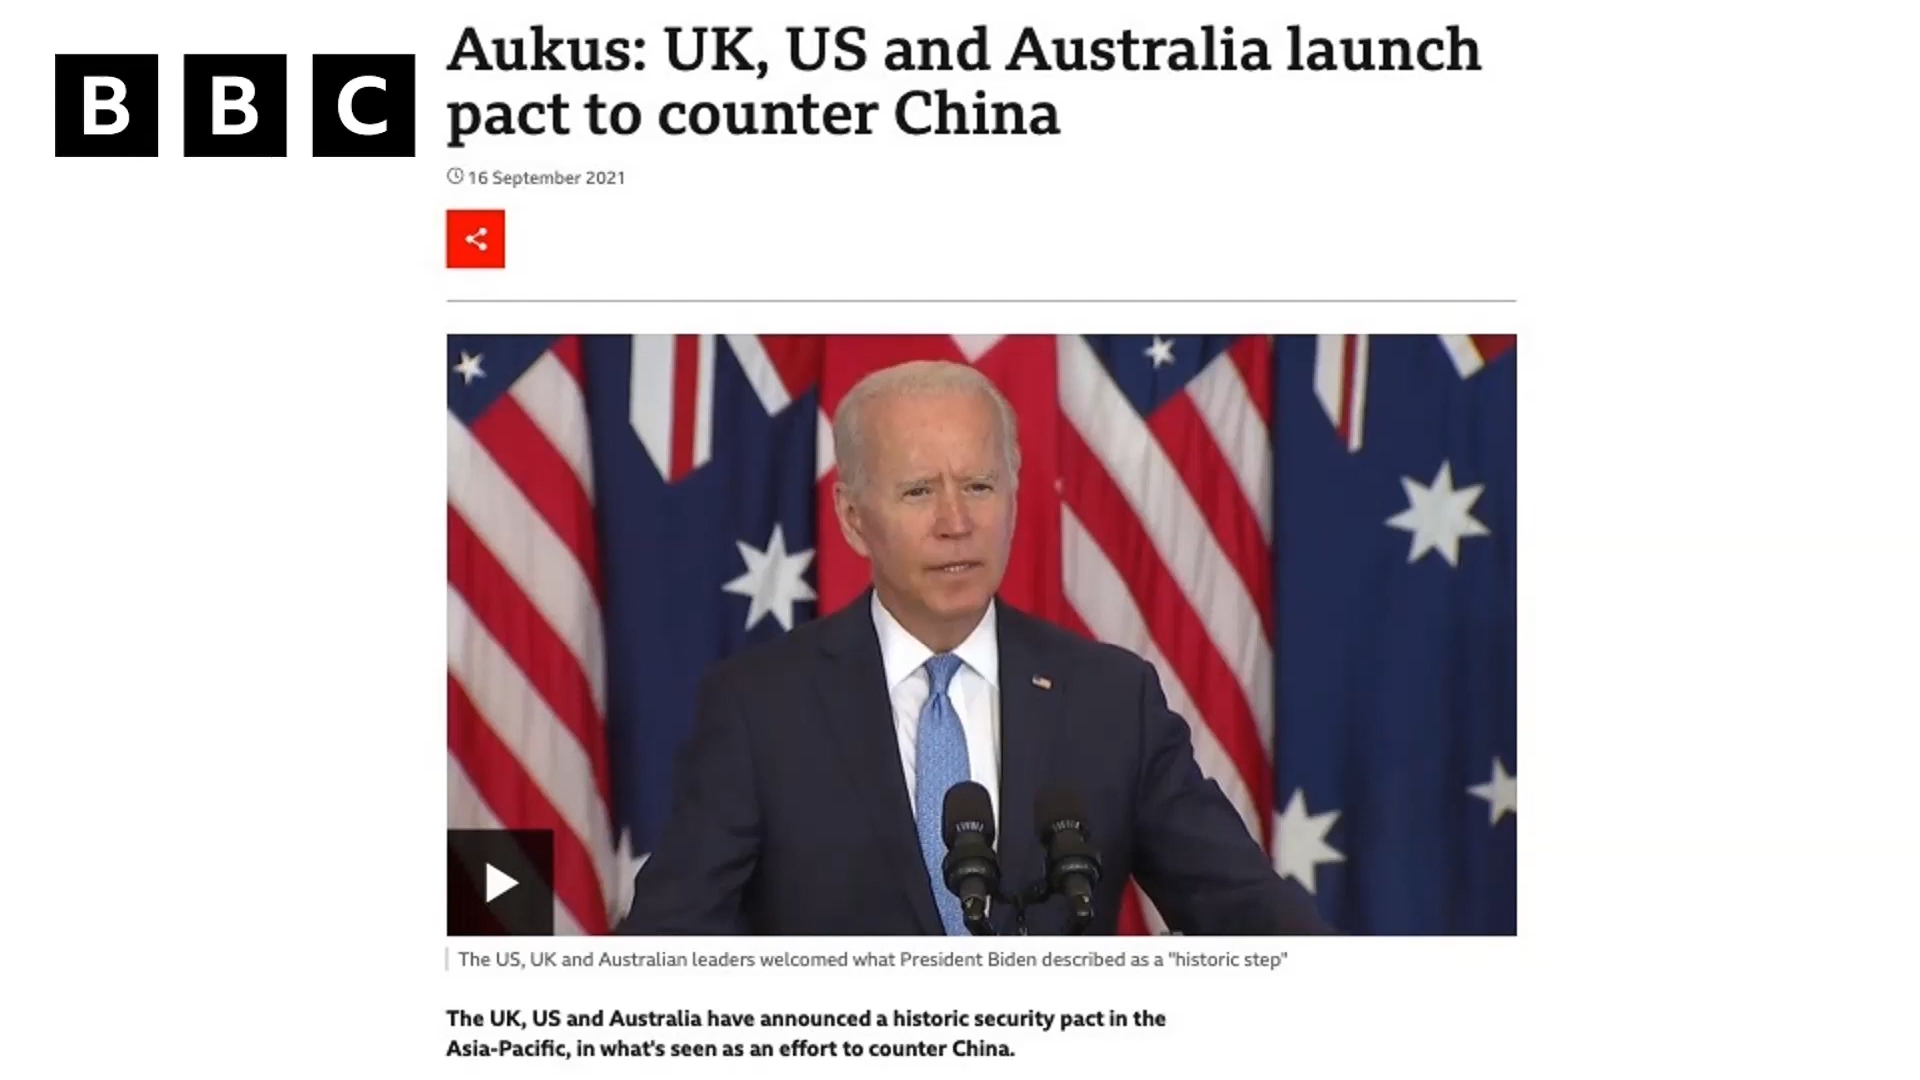 BBC
Aukus: UK, US and Australia launch
pact to counter China
16 September 2021
The US, UK and Australian leaders welcomed what President Biden described as a "historic step"
The UK, US and Australia have announced a historic security pact in the
Asia-Pacific, in what's seen as an effort to counter China.